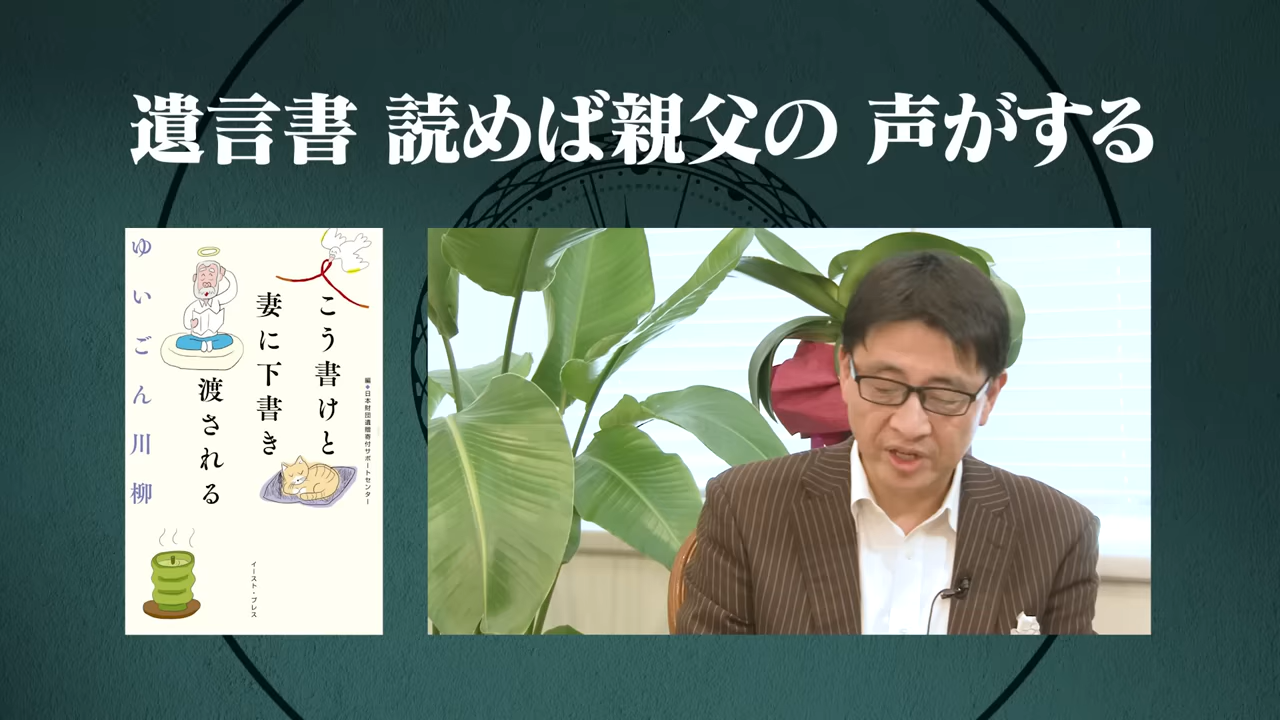 遺言書 読めば親父の 声がする
こう書けと
妻に下書き
渡される
ゆいごん川柳
編●日本財団遺贈寄付サポートセンター
イースト・プレス